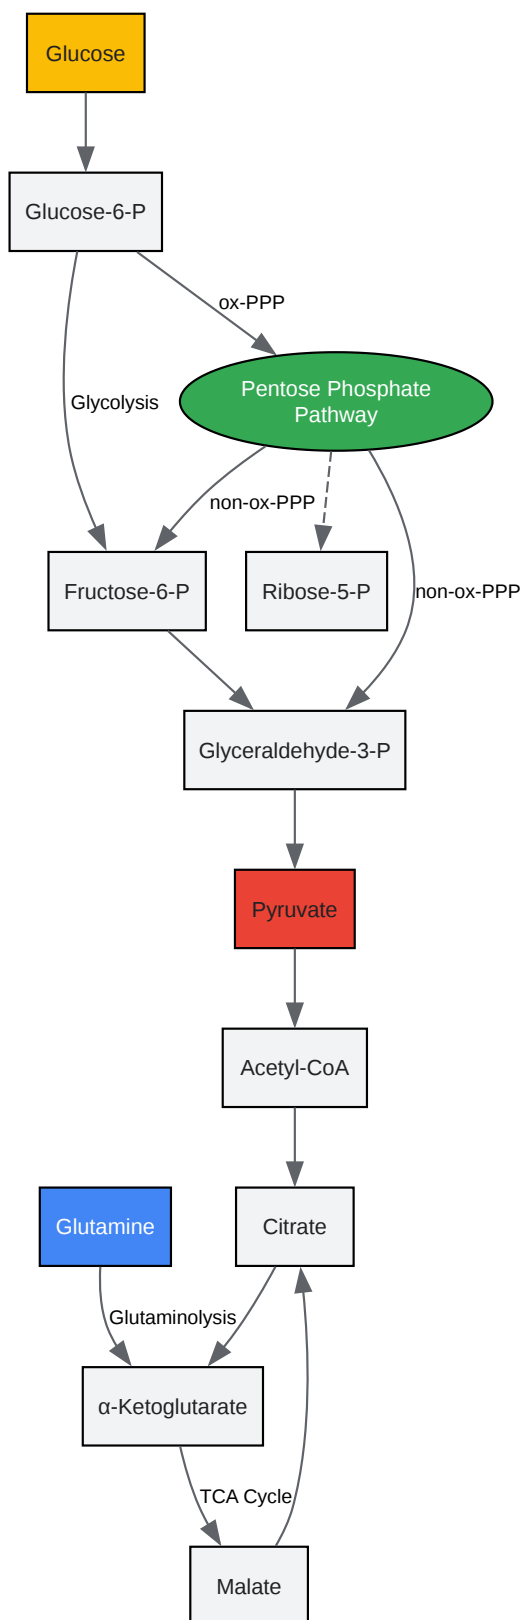 Glucose
Glucose-6-P
ox-PPP
Pentose Phosphate
Pathway
Glycolysis
non-ox-PPP
Fructose-6-P
Ribose-5-P
non-ox-PPP
Glyceraldehyde-3-P
Pyruvate
Acetyl-CoA
Glutamine
Citrate
Glutaminolysis
α-Ketoglutarate
TCA Cycle
Malate